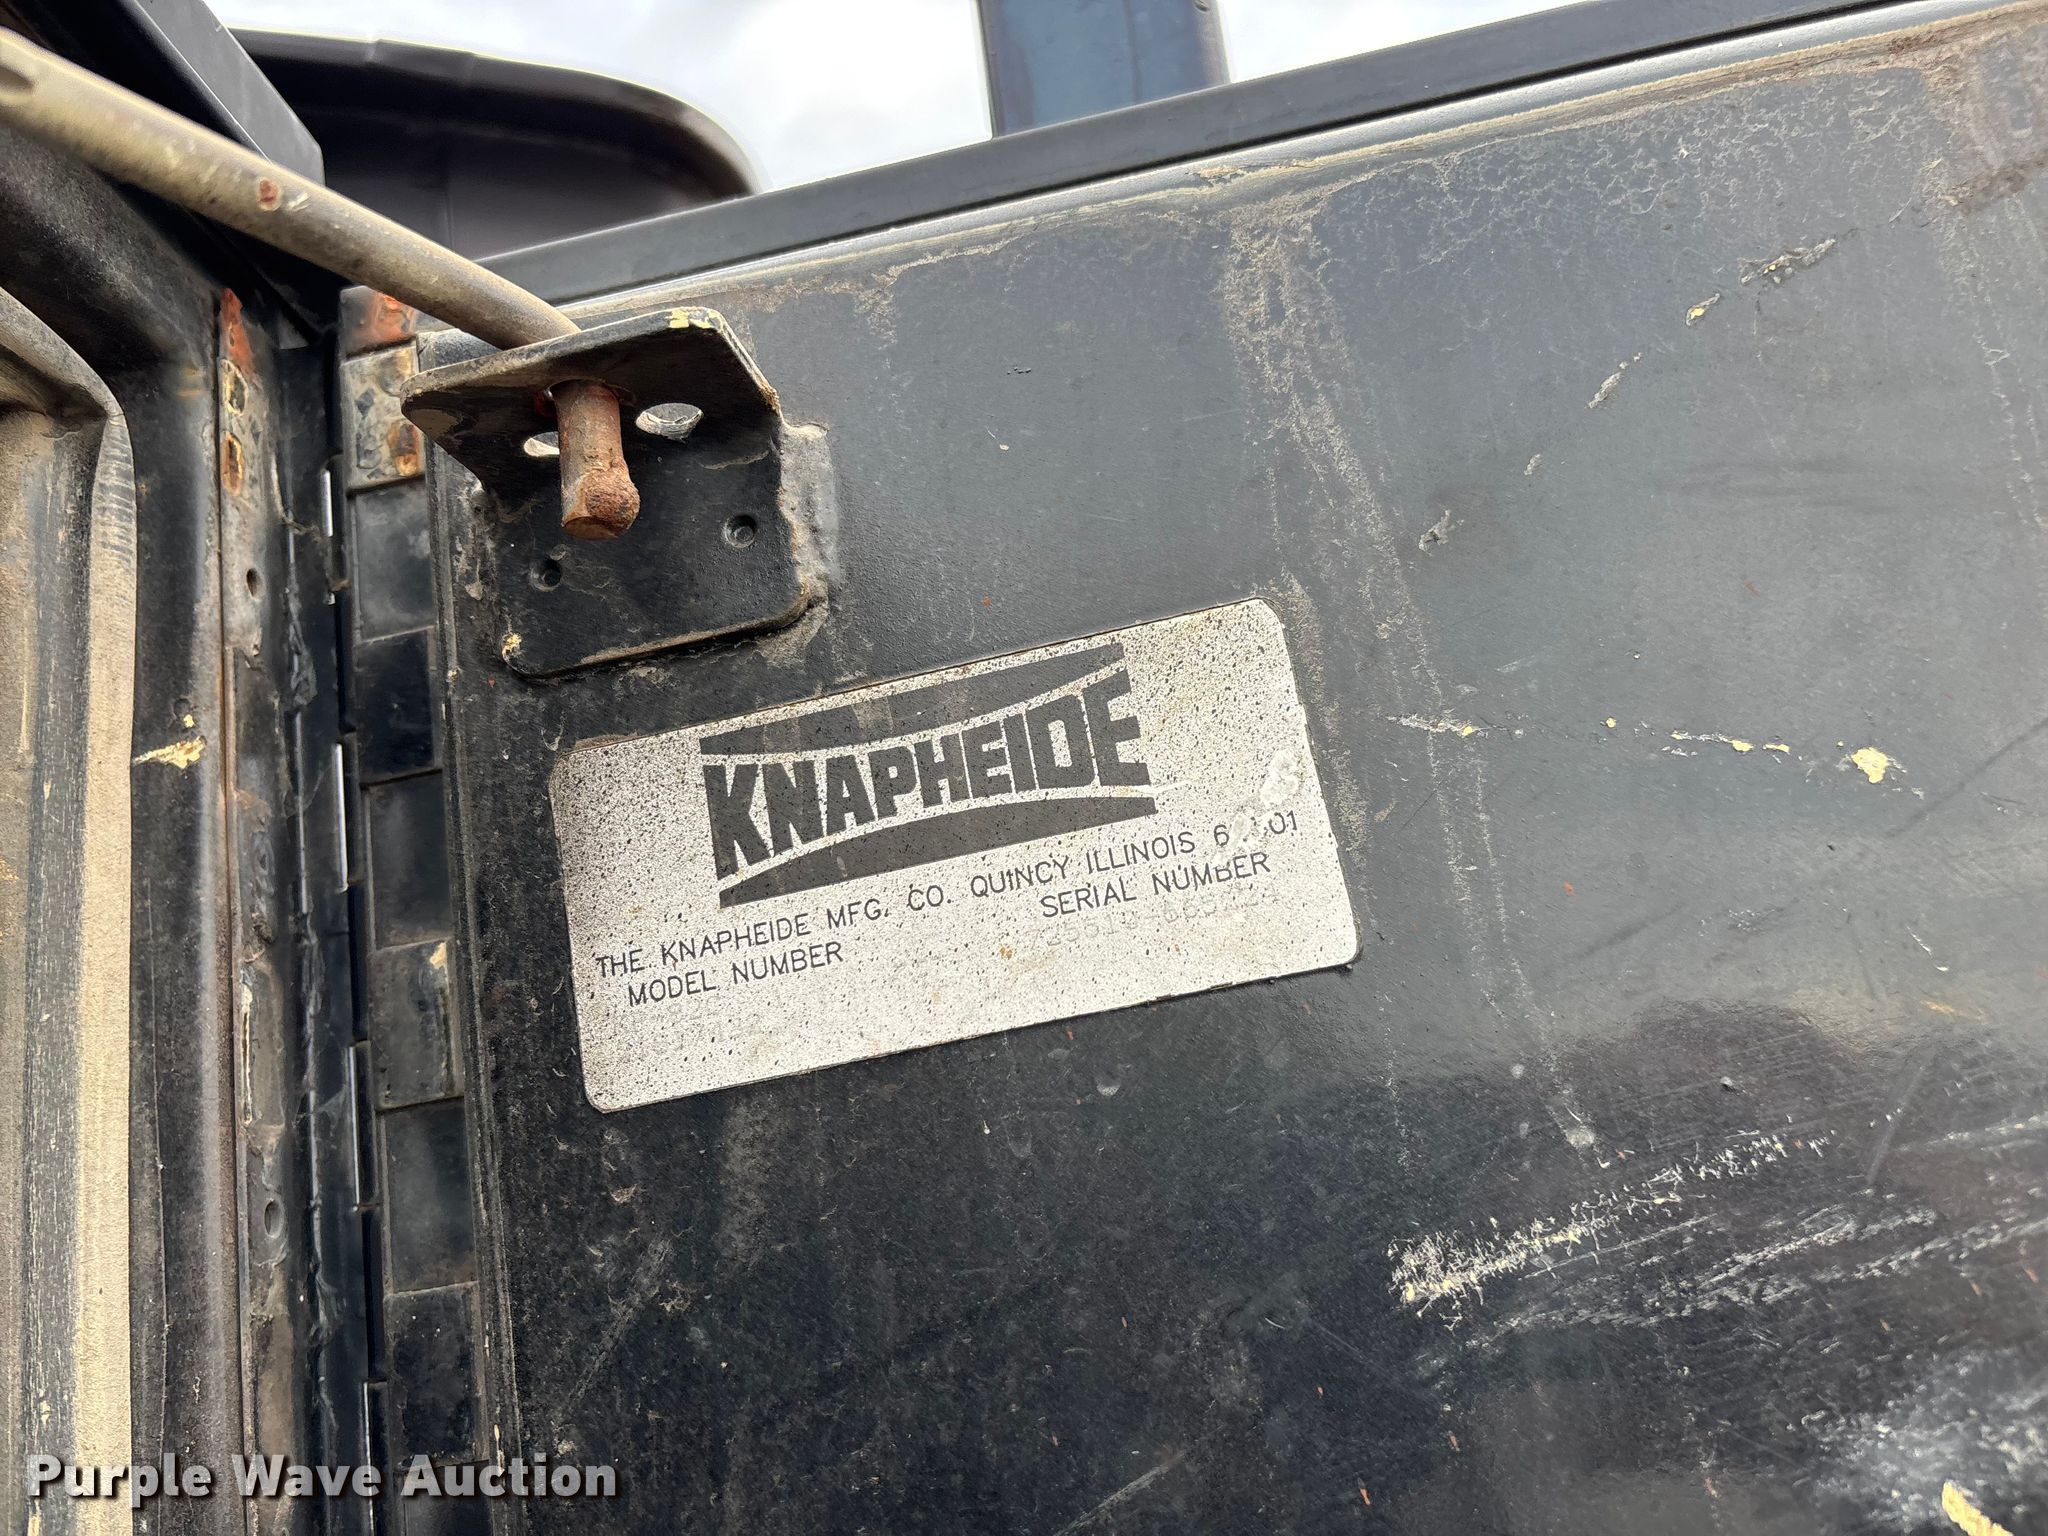 KNAPHEIDE
THE KNAPHEIDE MFG. CO. QUINCY ILLINOIS
MODEL NUMBER SERIAL NUMBER
Purple Wave Auction